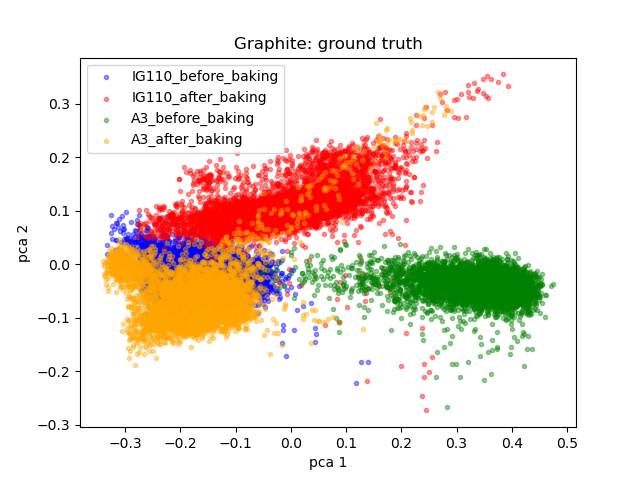 Graphite: ground truth
IG110_before_baking
IG110_after_baking
A3_before_baking
A3_after_baking
0.3
0.2
0.1
0.0
−0.1
−0.2
−0.3
pca 2
−0.3 −0.2 −0.1 0.0 0.1 0.2 0.3 0.4 0.5
pca 1